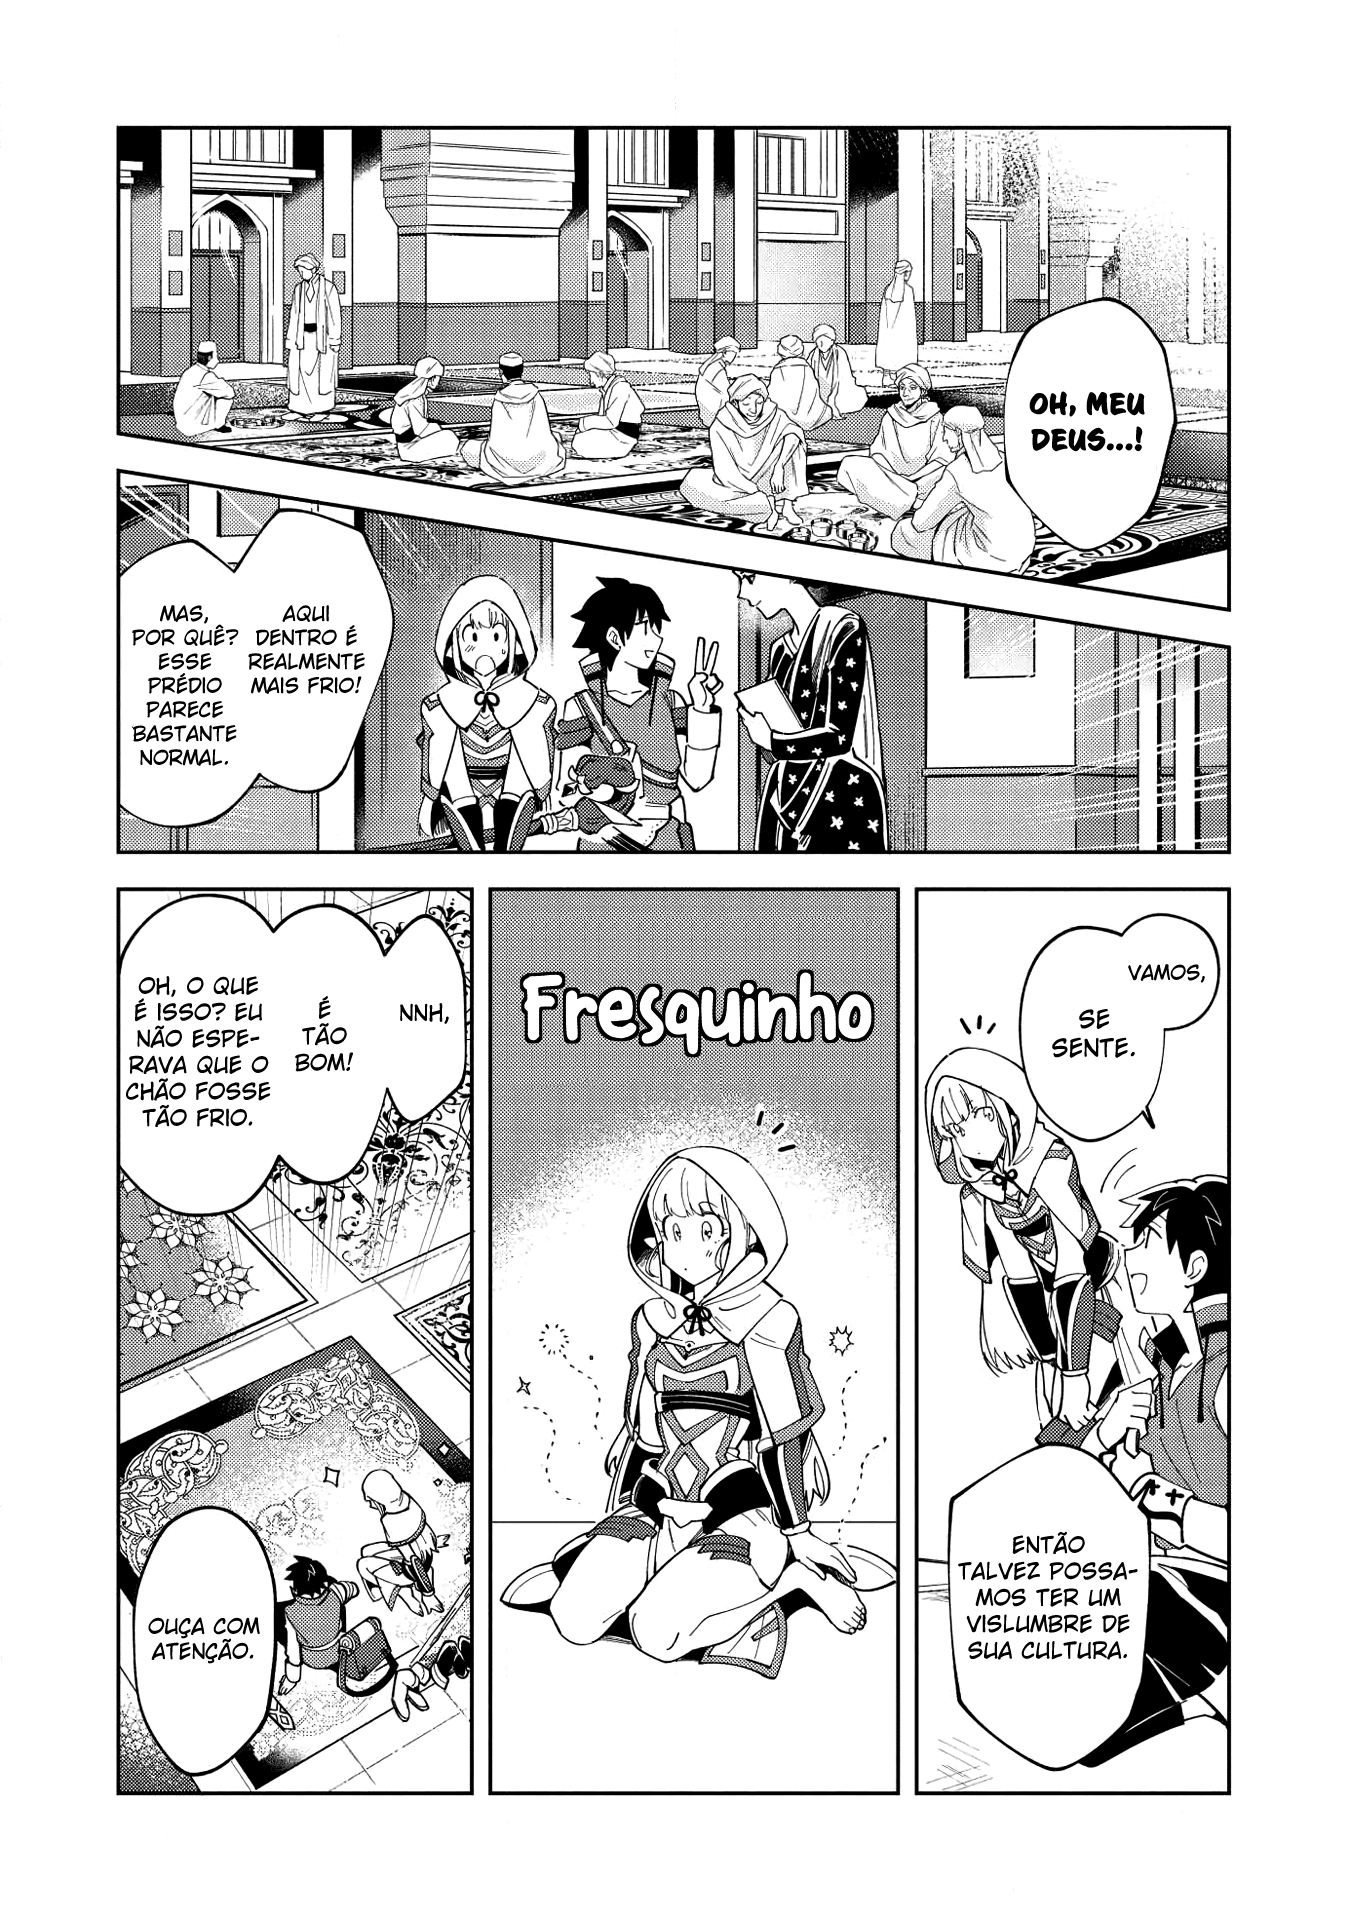 OH, MEU
DEUS...!
AQUI
DENTRO É
REALMENTE
MAIS FRIO!
MAS,
POR QUÊ?
ESSE
PRÉDIO
PARECE
BASTANTE
NORMAL.
VAMOS,
SE
SENTE.
ENTÃO
TALVEZ POSSA-
MOS TER UM
VISLUMBRE DE
SUA CULTURA.
Fresquinho
NNH,
É
TÃO
BOM!
OH, O QUE
É ISSO? EU
NÃO ESPE-
RAVA QUE O
CHÃO FOSSE
TÃO FRIO.
OUÇA COM
ATENÇÃO.